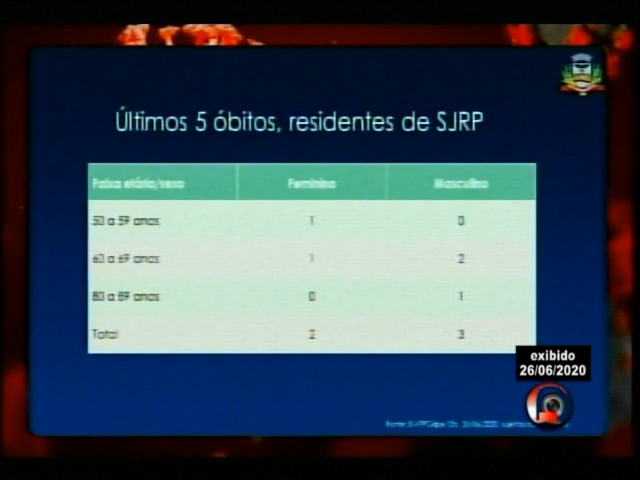 Últimos 5 óbitos, residentes de SJRP
Faixa etária/sexo Feminino Masculino
50 a 59 anos 1 0
60 a 69 anos 1 2
80 a 89 anos 0 1
Total 2 3
exibido
26/06/2020